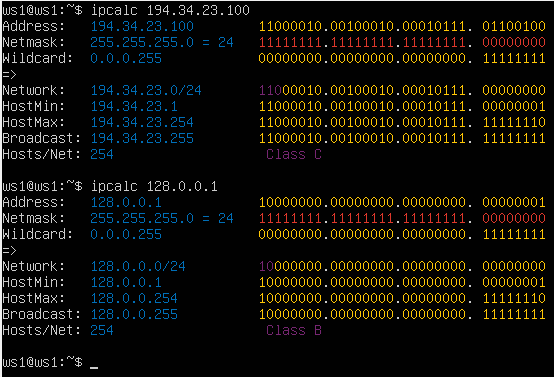 ws1@ws1:~$ ipcalc 194.34.23.100
Address:   194.34.23.100        11000010.00100010.00010111. 01100100
Netmask:   255.255.255.0 = 24   11111111.11111111.11111111. 00000000
Wildcard:  0.0.0.255            00000000.00000000.00000000. 11111111
=>
Network:   194.34.23.0/24       11000010.00100010.00010111. 00000000
HostMin:   194.34.23.1          11000010.00100010.00010111. 00000001
HostMax:   194.34.23.254        11000010.00100010.00010111. 11111110
Broadcast: 194.34.23.255        11000010.00100010.00010111. 11111111
Hosts/Net: 254                   Class C
ws1@ws1:~$ ipcalc 128.0.0.1
Address:   128.0.0.1            10000000.00000000.00000000. 00000001
Netmask:   255.255.255.0 = 24   11111111.11111111.11111111. 00000000
Wildcard:  0.0.0.255            00000000.00000000.00000000. 11111111
=>
Network:   128.0.0.0/24         10000000.00000000.00000000. 00000000
HostMin:   128.0.0.1            10000000.00000000.00000000. 00000001
HostMax:   128.0.0.254          10000000.00000000.00000000. 11111110
Broadcast: 128.0.0.255          10000000.00000000.00000000. 11111111
Hosts/Net: 254                   Class B
ws1@ws1:~$ _